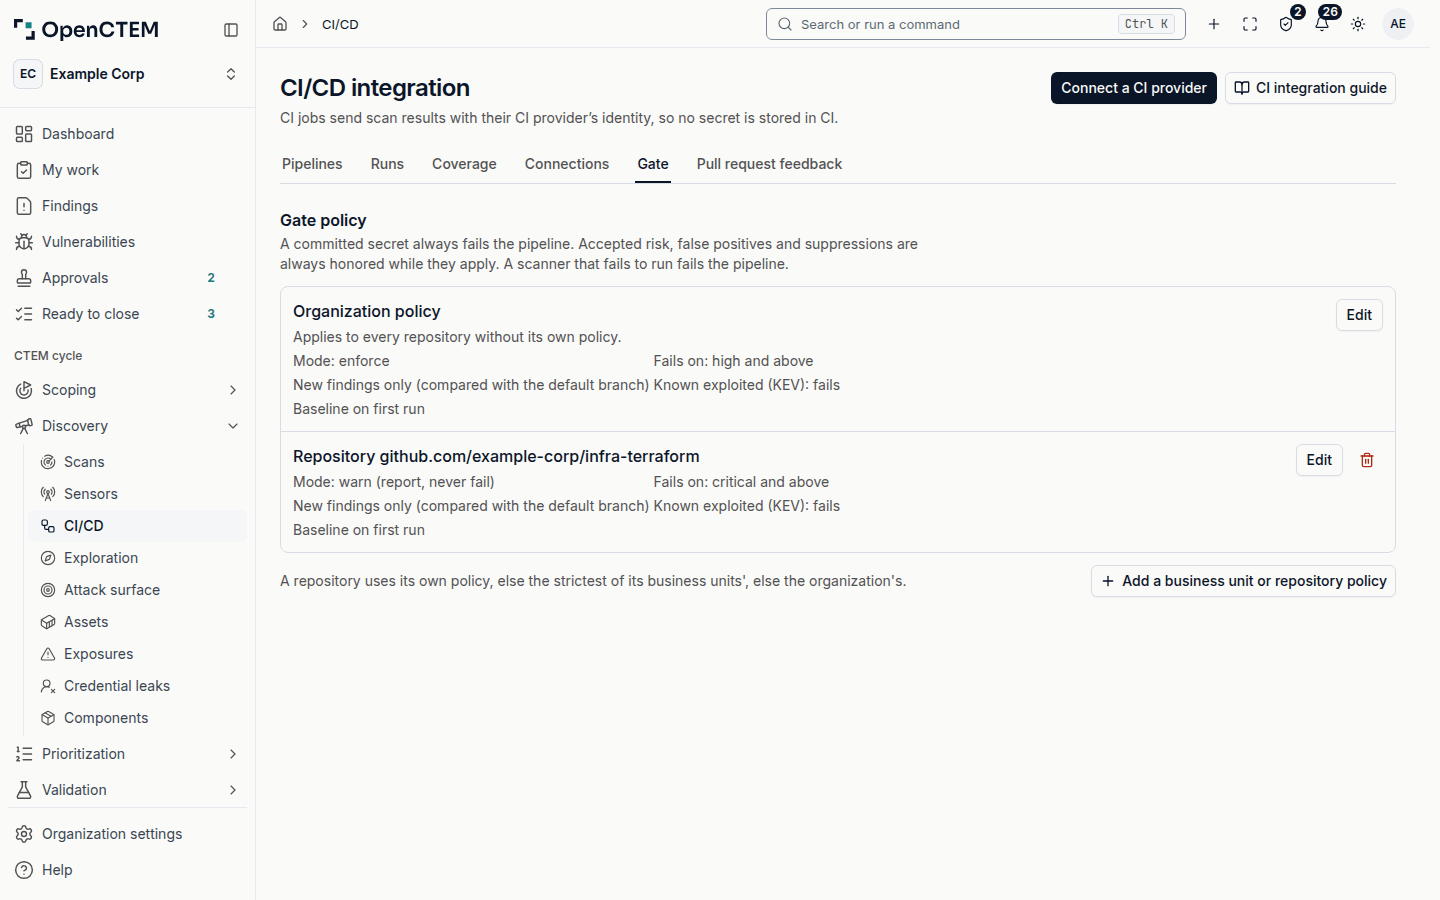 OpenCTEM
EC Example Corp
Dashboard
My work
Findings
Vulnerabilities
Approvals 2
Ready to close 3
CTEM cycle
Scoping
Discovery
Scans
Sensors
CI/CD
Exploration
Attack surface
Assets
Exposures
Credential leaks
Components
Prioritization
Validation
Organization settings
Help
CI/CD
Search or run a command Ctrl K
2
26
AE
CI/CD integration
CI jobs send scan results with their CI provider’s identity, so no secret is stored in CI.
Connect a CI provider
CI integration guide
Pipelines Runs Coverage Connections Gate Pull request feedback
Gate policy
A committed secret always fails the pipeline. Accepted risk, false positives and suppressions are
always honored while they apply. A scanner that fails to run fails the pipeline.
Organization policy
Edit
Applies to every repository without its own policy.
Mode: enforce Fails on: high and above
New findings only (compared with the default branch) Known exploited (KEV): fails
Baseline on first run
Repository github.com/example-corp/infra-terraform
Edit
Mode: warn (report, never fail) Fails on: critical and above
New findings only (compared with the default branch) Known exploited (KEV): fails
Baseline on first run
A repository uses its own policy, else the strictest of its business units', else the organization's.
Add a business unit or repository policy